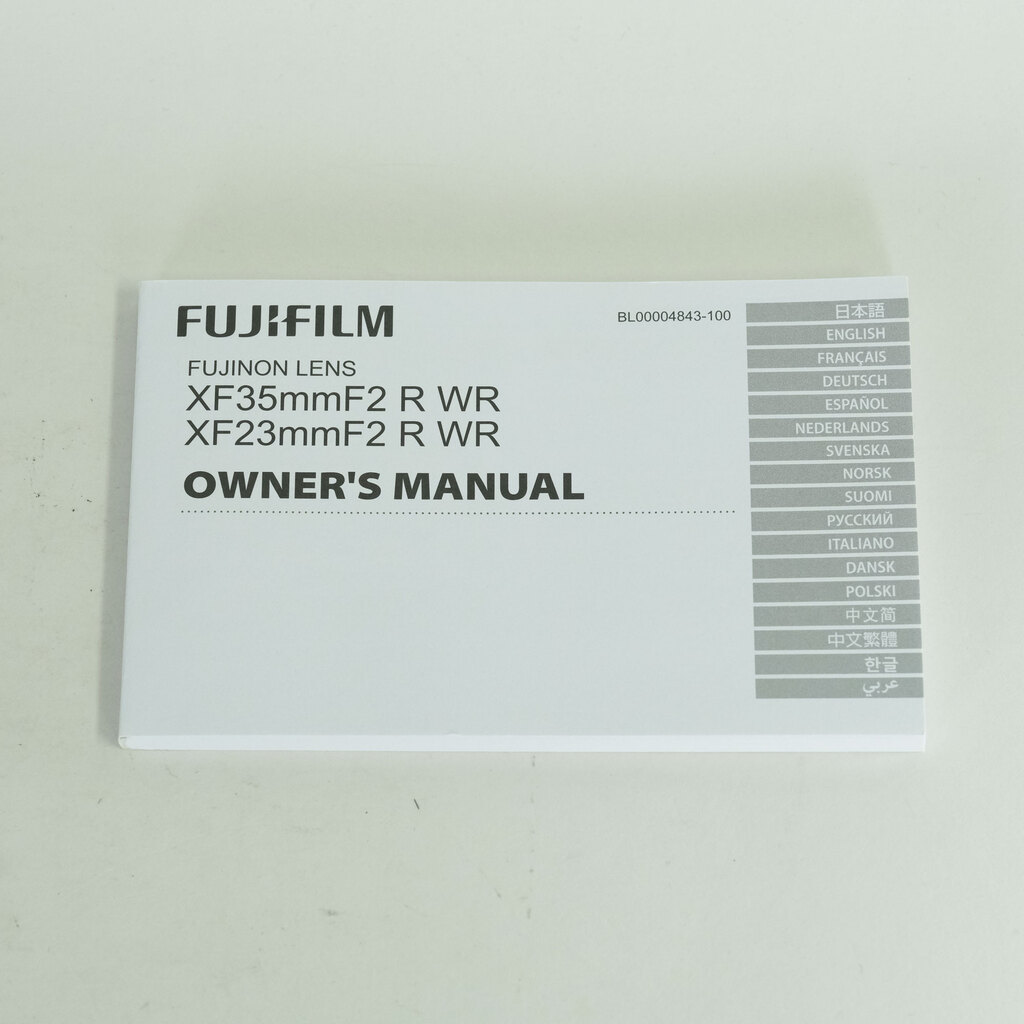 FUJIFILM
BL00004843-100
FUJINON LENS
XF35mmF2 R WR
XF23mmF2 R WR
OWNER'S MANUAL
日本語
ENGLISH
FRANÇAIS
DEUTSCH
ESPAÑOL
NEDERLANDS
SVENSKA
NORSK
SUOMI
РУССКИЙ
ITALIANO
DANSK
POLSKI
中文简
中文繁體
한글
عربي